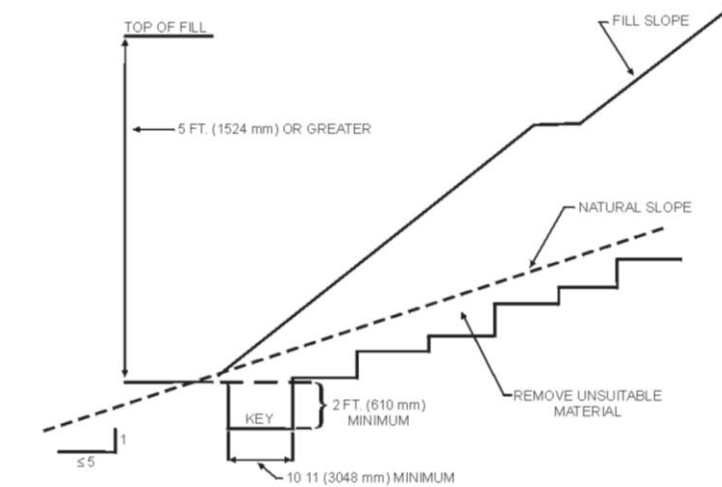 TOP OF FILL
FILL SLOPE
5 FT. (1524 mm) OR GREATER
NATURAL SLOPE
REMOVE UNSUITABLE
MATERIAL
2 FT. (610 mm)
MINIMUM
KEY
1
≤5
10 11 (3048 mm) MINIMUM